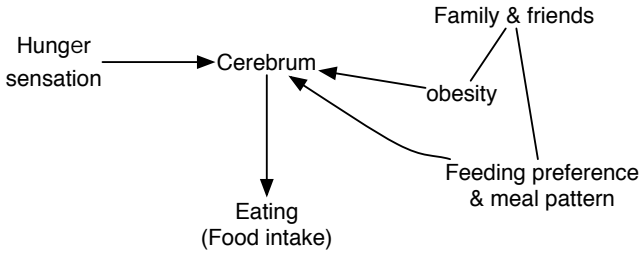 Family & friends
Hunger
sensation
Cerebrum
obesity
Feeding preference
& meal pattern
Eating
(Food intake)